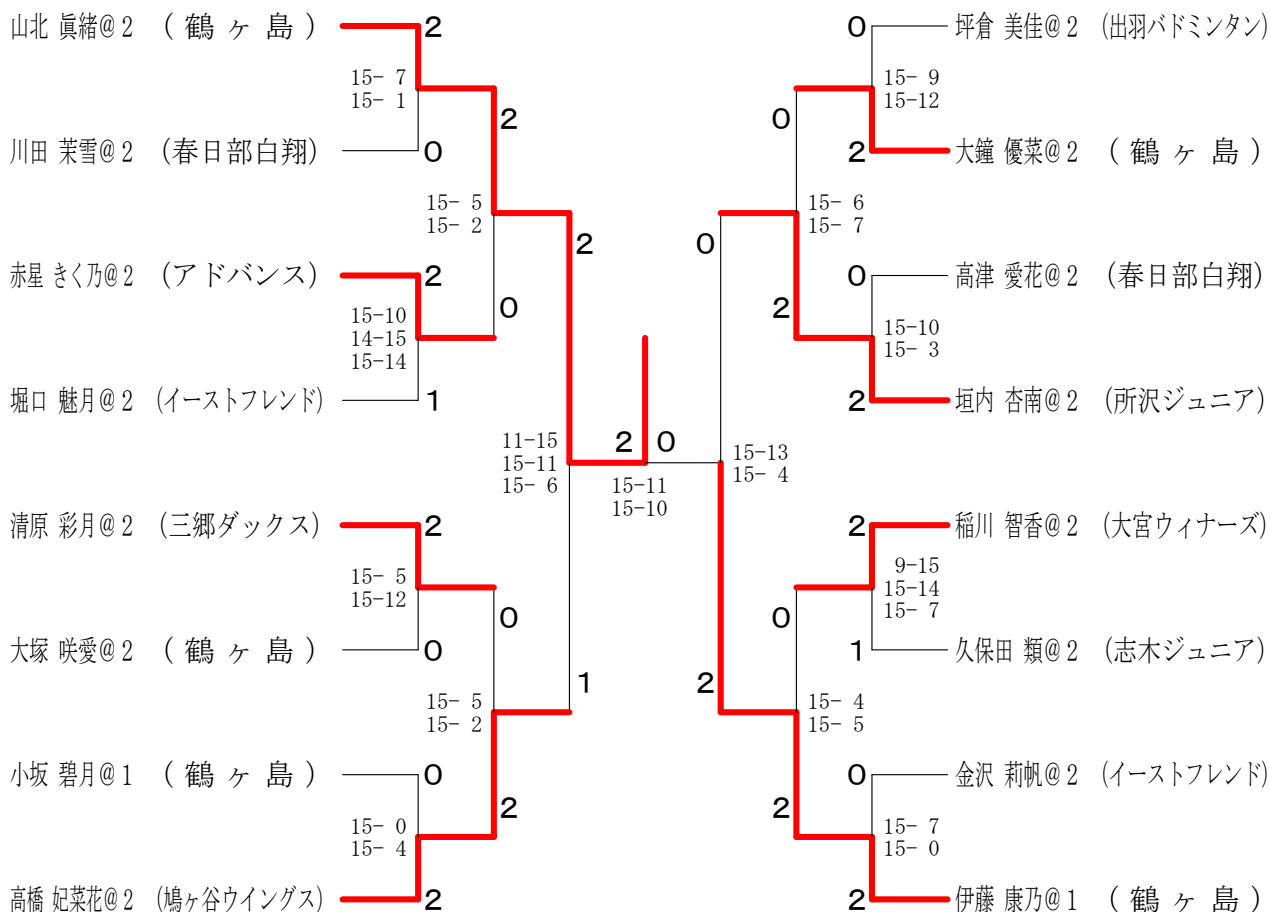 山北 眞緒@2 (鶴ヶ島) 2
15- 7
15- 1
2
川田 茉雪@2 (春日部白翔) 0
15- 5
15- 2
2
赤星 きく乃@2 (アドバンス) 2
15-10
14-15
15-14
0
堀口 魅月@2 (イーストフレンド) 1
11-15
15-11
15- 6
清原 彩月@2 (三郷ダックス) 2
15- 5
15-12
0
大塚 咲愛@2 (鶴ヶ島) 0
15- 5
15- 2
1
小坂 碧月@1 (鶴ヶ島) 0
15- 0
15- 4
2
高橋 妃菜花@2 (鳩ヶ谷ウイングス) 2
2 0
15-11
15-10
0 坪倉 美佳@2 (出羽バドミンタン)
15- 9
15-12
0
2 大鐘 優菜@2 (鶴ヶ島)
15- 6
15- 7
0
0 高津 愛花@2 (春日部白翔)
15-10
15- 3
2
2 垣内 杏南@2 (所沢ジュニア)
15-13
15- 4
2 稲川 智香@2 (大宮ウィナーズ)
9-15
15-14
15- 7
0
1 久保田 類@2 (志木ジュニア)
15- 4
15- 5
2
0 金沢 莉帆@2 (イーストフレンド)
15- 7
15- 0
2
2 伊藤 康乃@1 (鶴ヶ島)